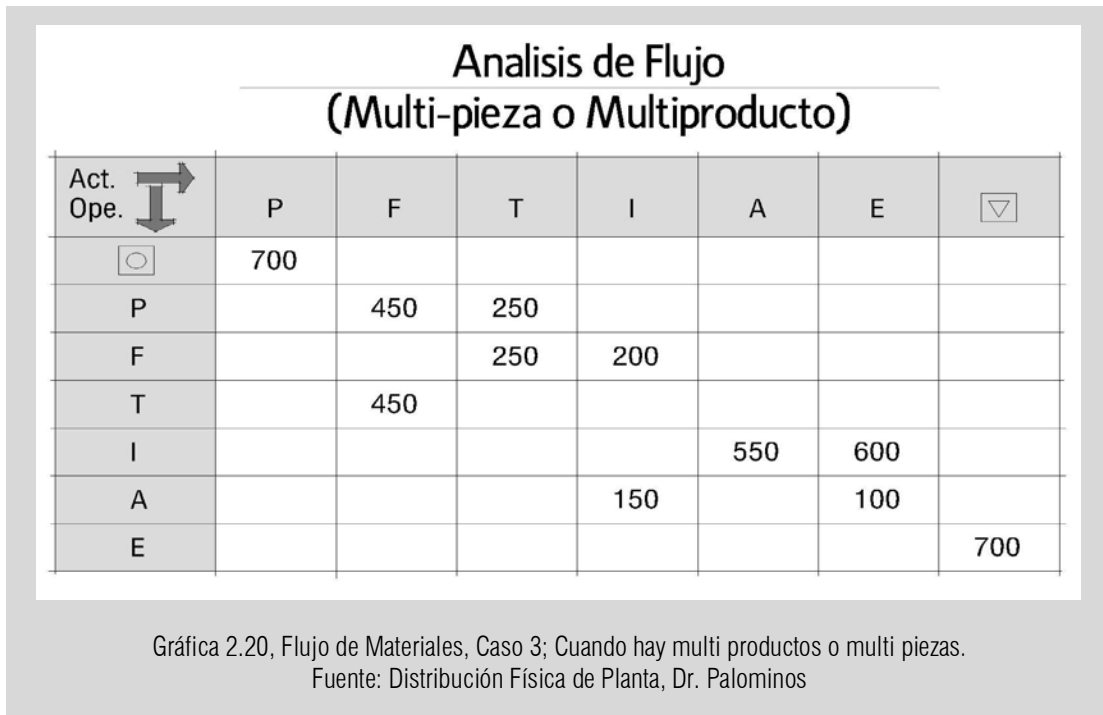 Analisis de Flujo
(Multi-pieza o Multiproducto)
Act.
Ope.
P F T I A E
700
P 450 250
F 250 200
T 450
I 550 600
A 150 100
E 700
Gráfica 2.20, Flujo de Materiales, Caso 3; Cuando hay multi productos o multi piezas.
Fuente: Distribución Física de Planta, Dr. Palominos